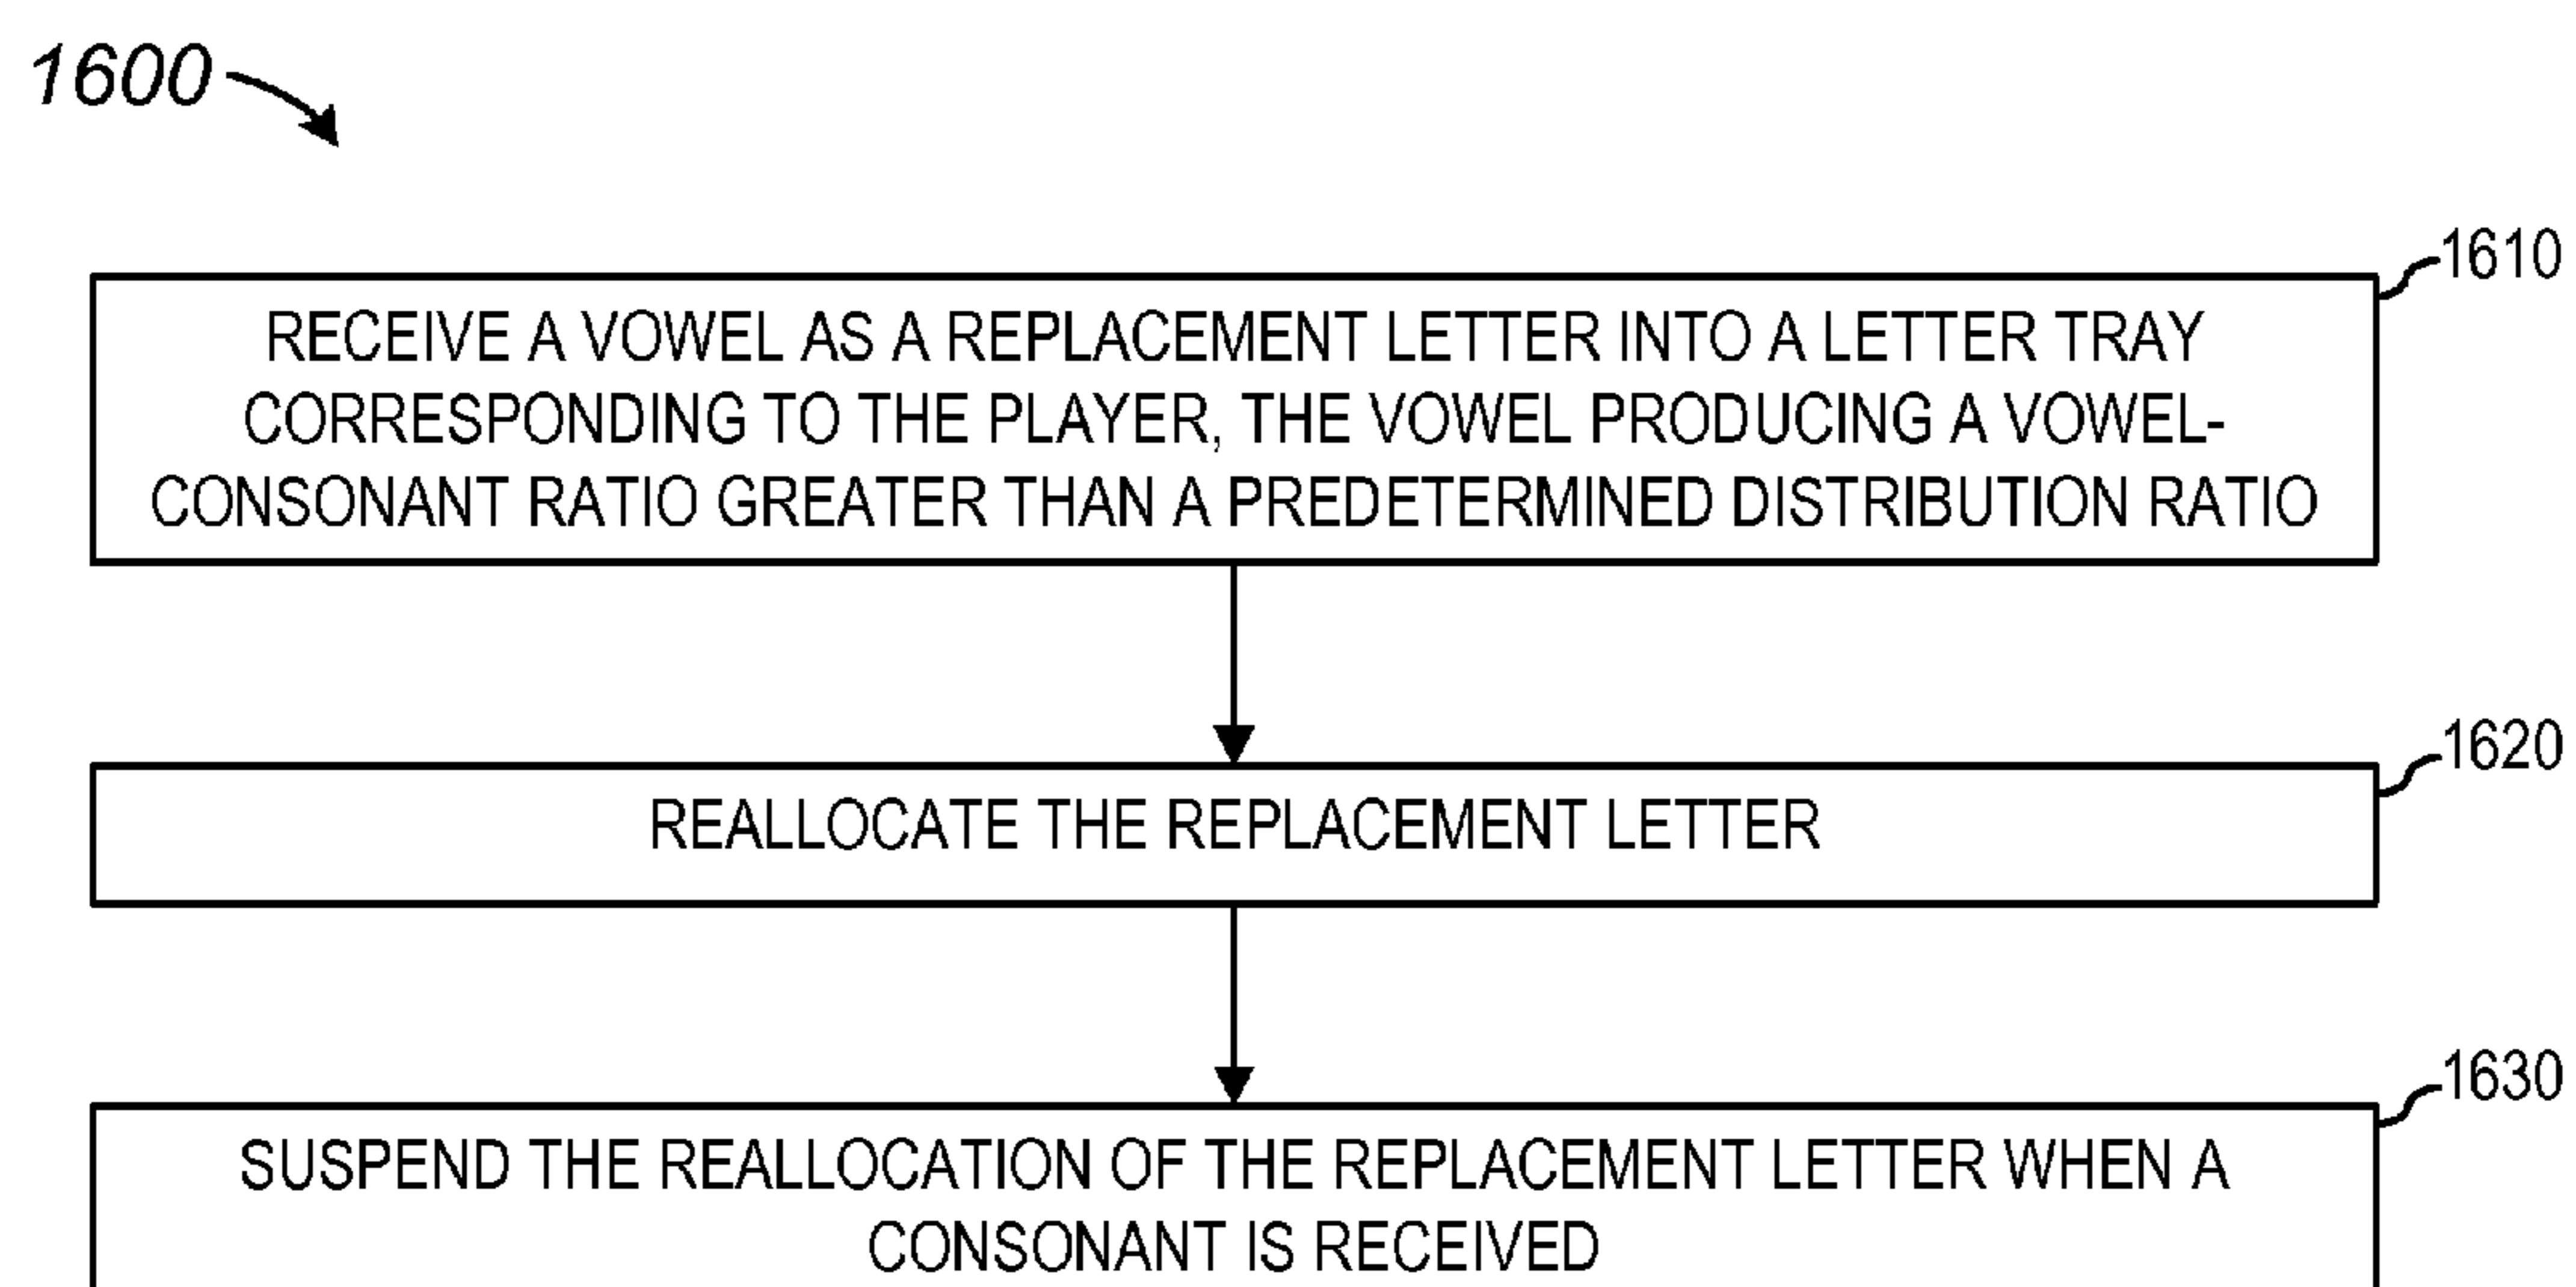 1600
1610
RECEIVE A VOWEL AS A REPLACEMENT LETTER INTO A LETTER TRAY
CORRESPONDING TO THE PLAYER, THE VOWEL PRODUCING A VOWEL-
CONSONANT RATIO GREATER THAN A PREDETERMINED DISTRIBUTION RATIO
1620
REALLOCATE THE REPLACEMENT LETTER
1630
SUSPEND THE REALLOCATION OF THE REPLACEMENT LETTER WHEN A
CONSONANT IS RECEIVED